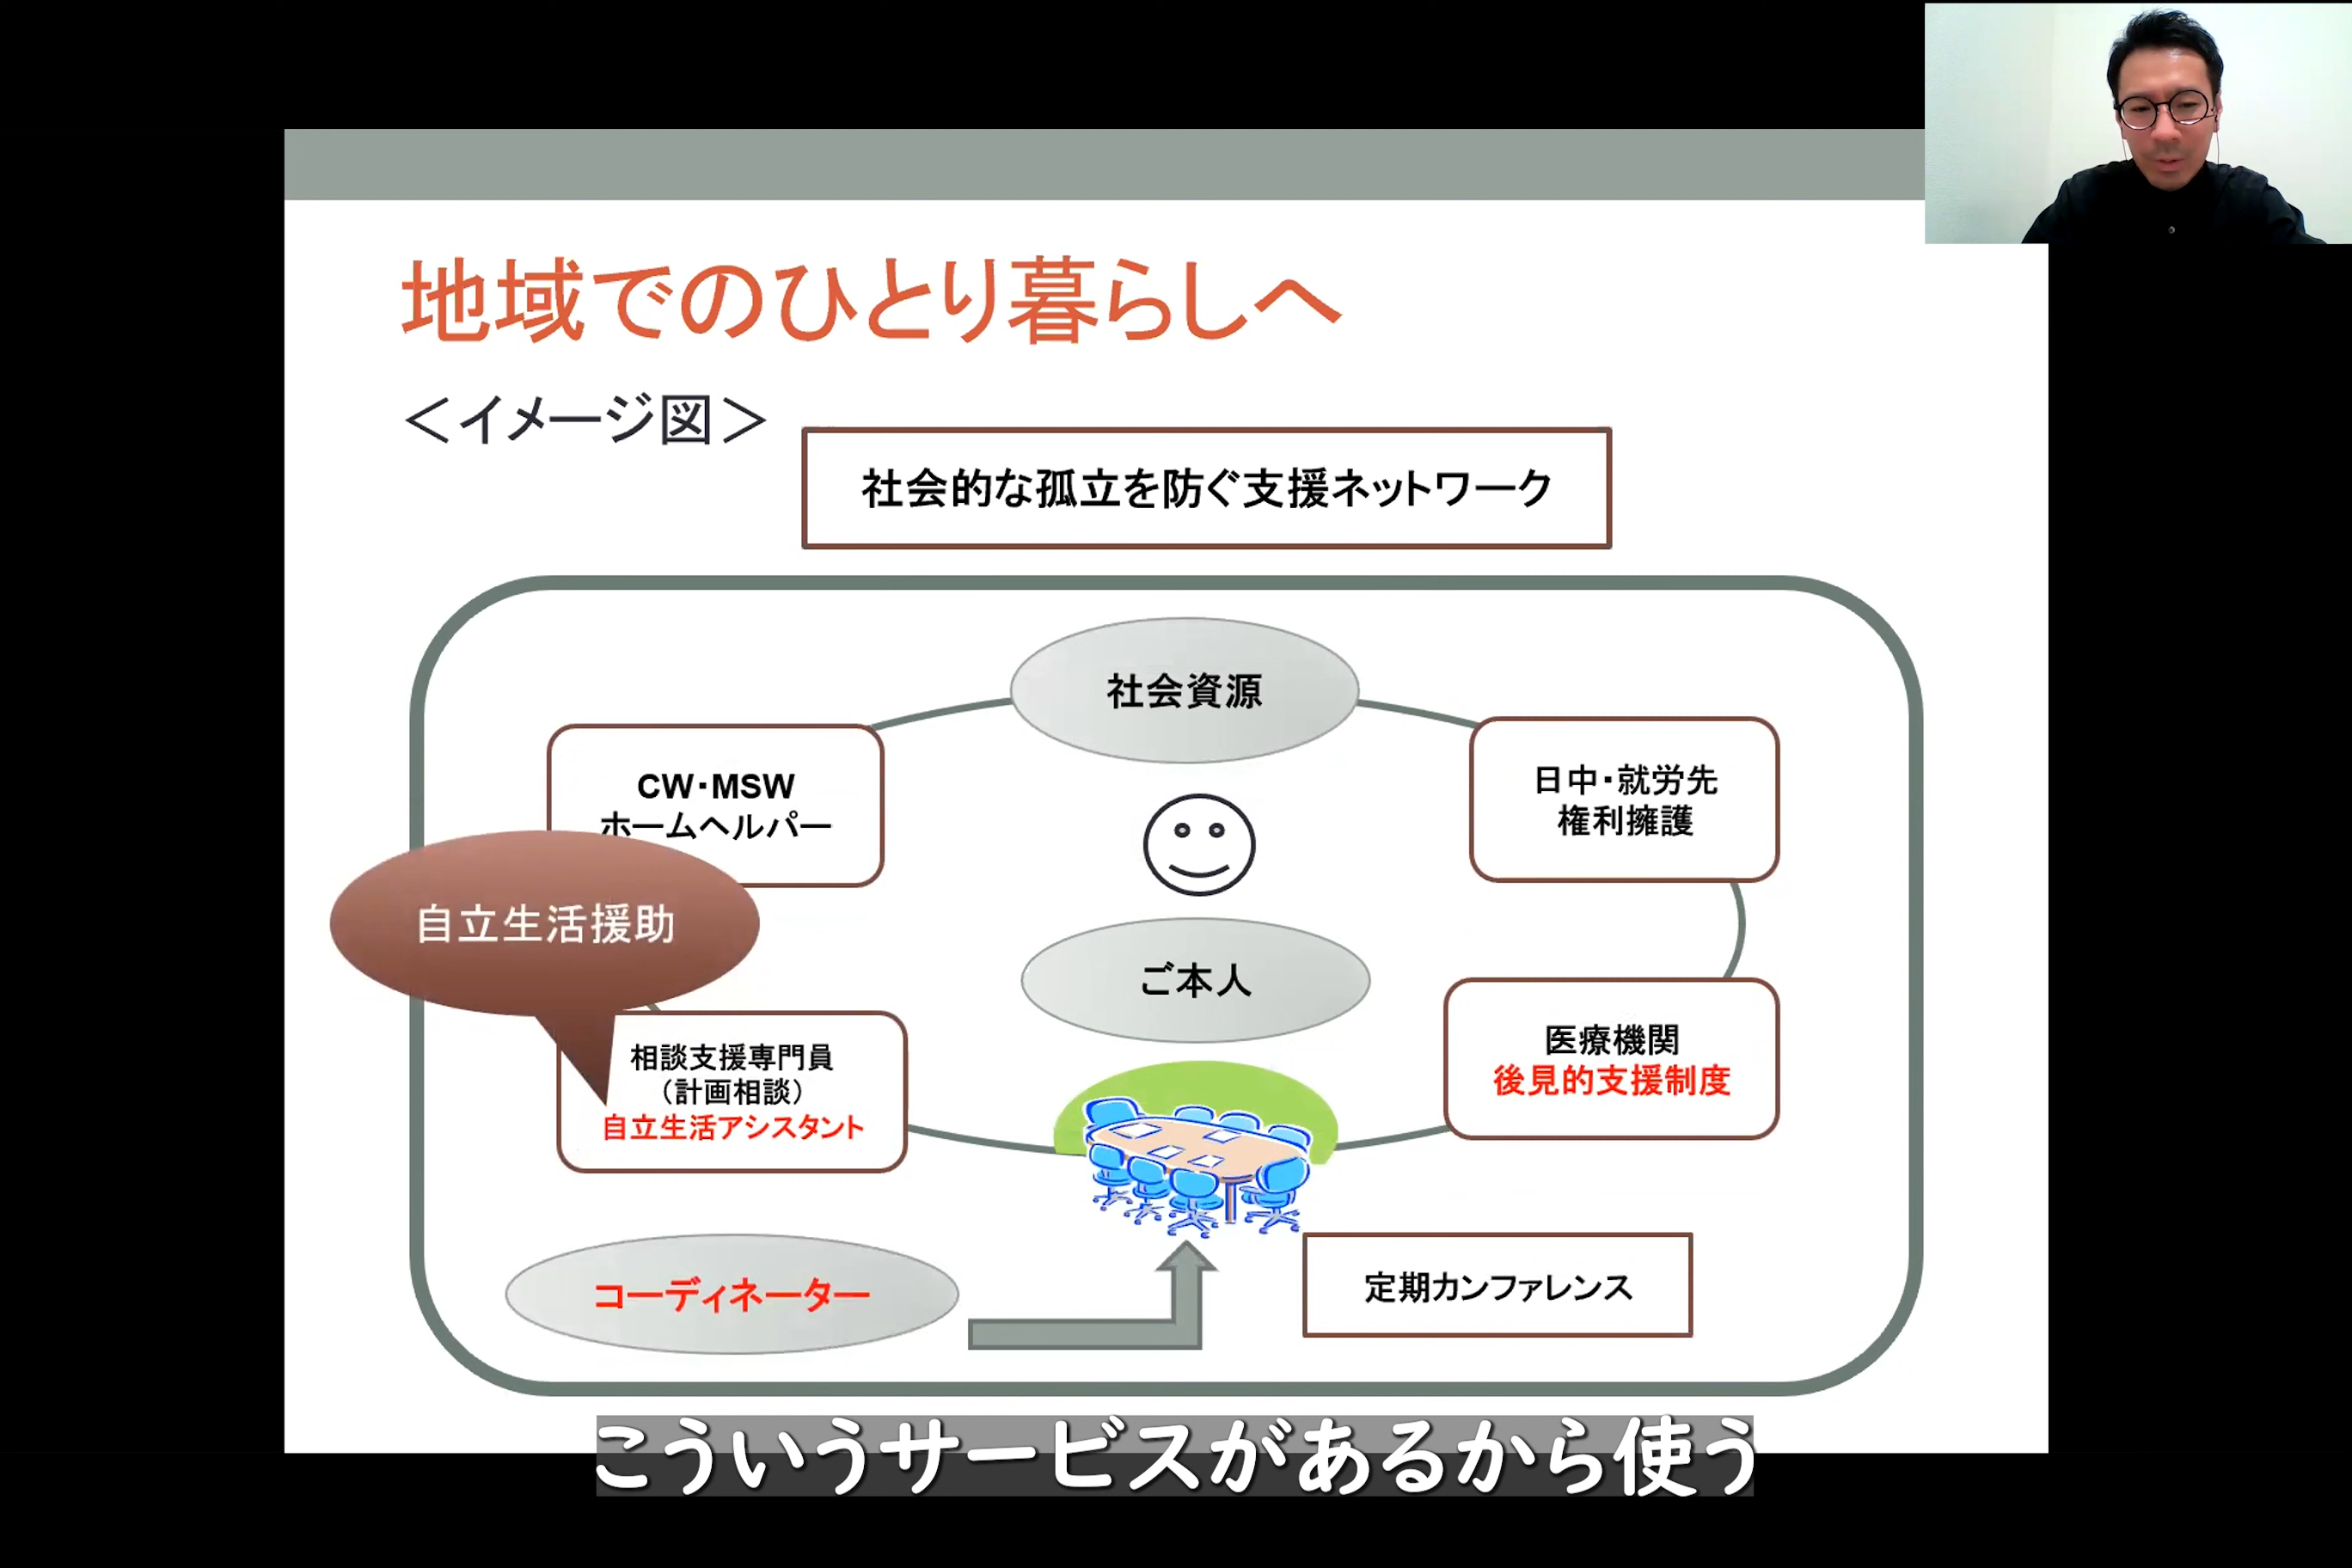 地域でのひとり暮らしへ
＜イメージ図＞
社会的な孤立を防ぐ支援ネットワーク
社会資源
CW・MSW
ホームヘルパー
日中・就労先
権利擁護
自立生活援助
ご本人
相談支援専門員
（計画相談）
自立生活アシスタント
医療機関
後見的支援制度
コーディネーター
定期カンファレンス
こういうサービスがあるから使う